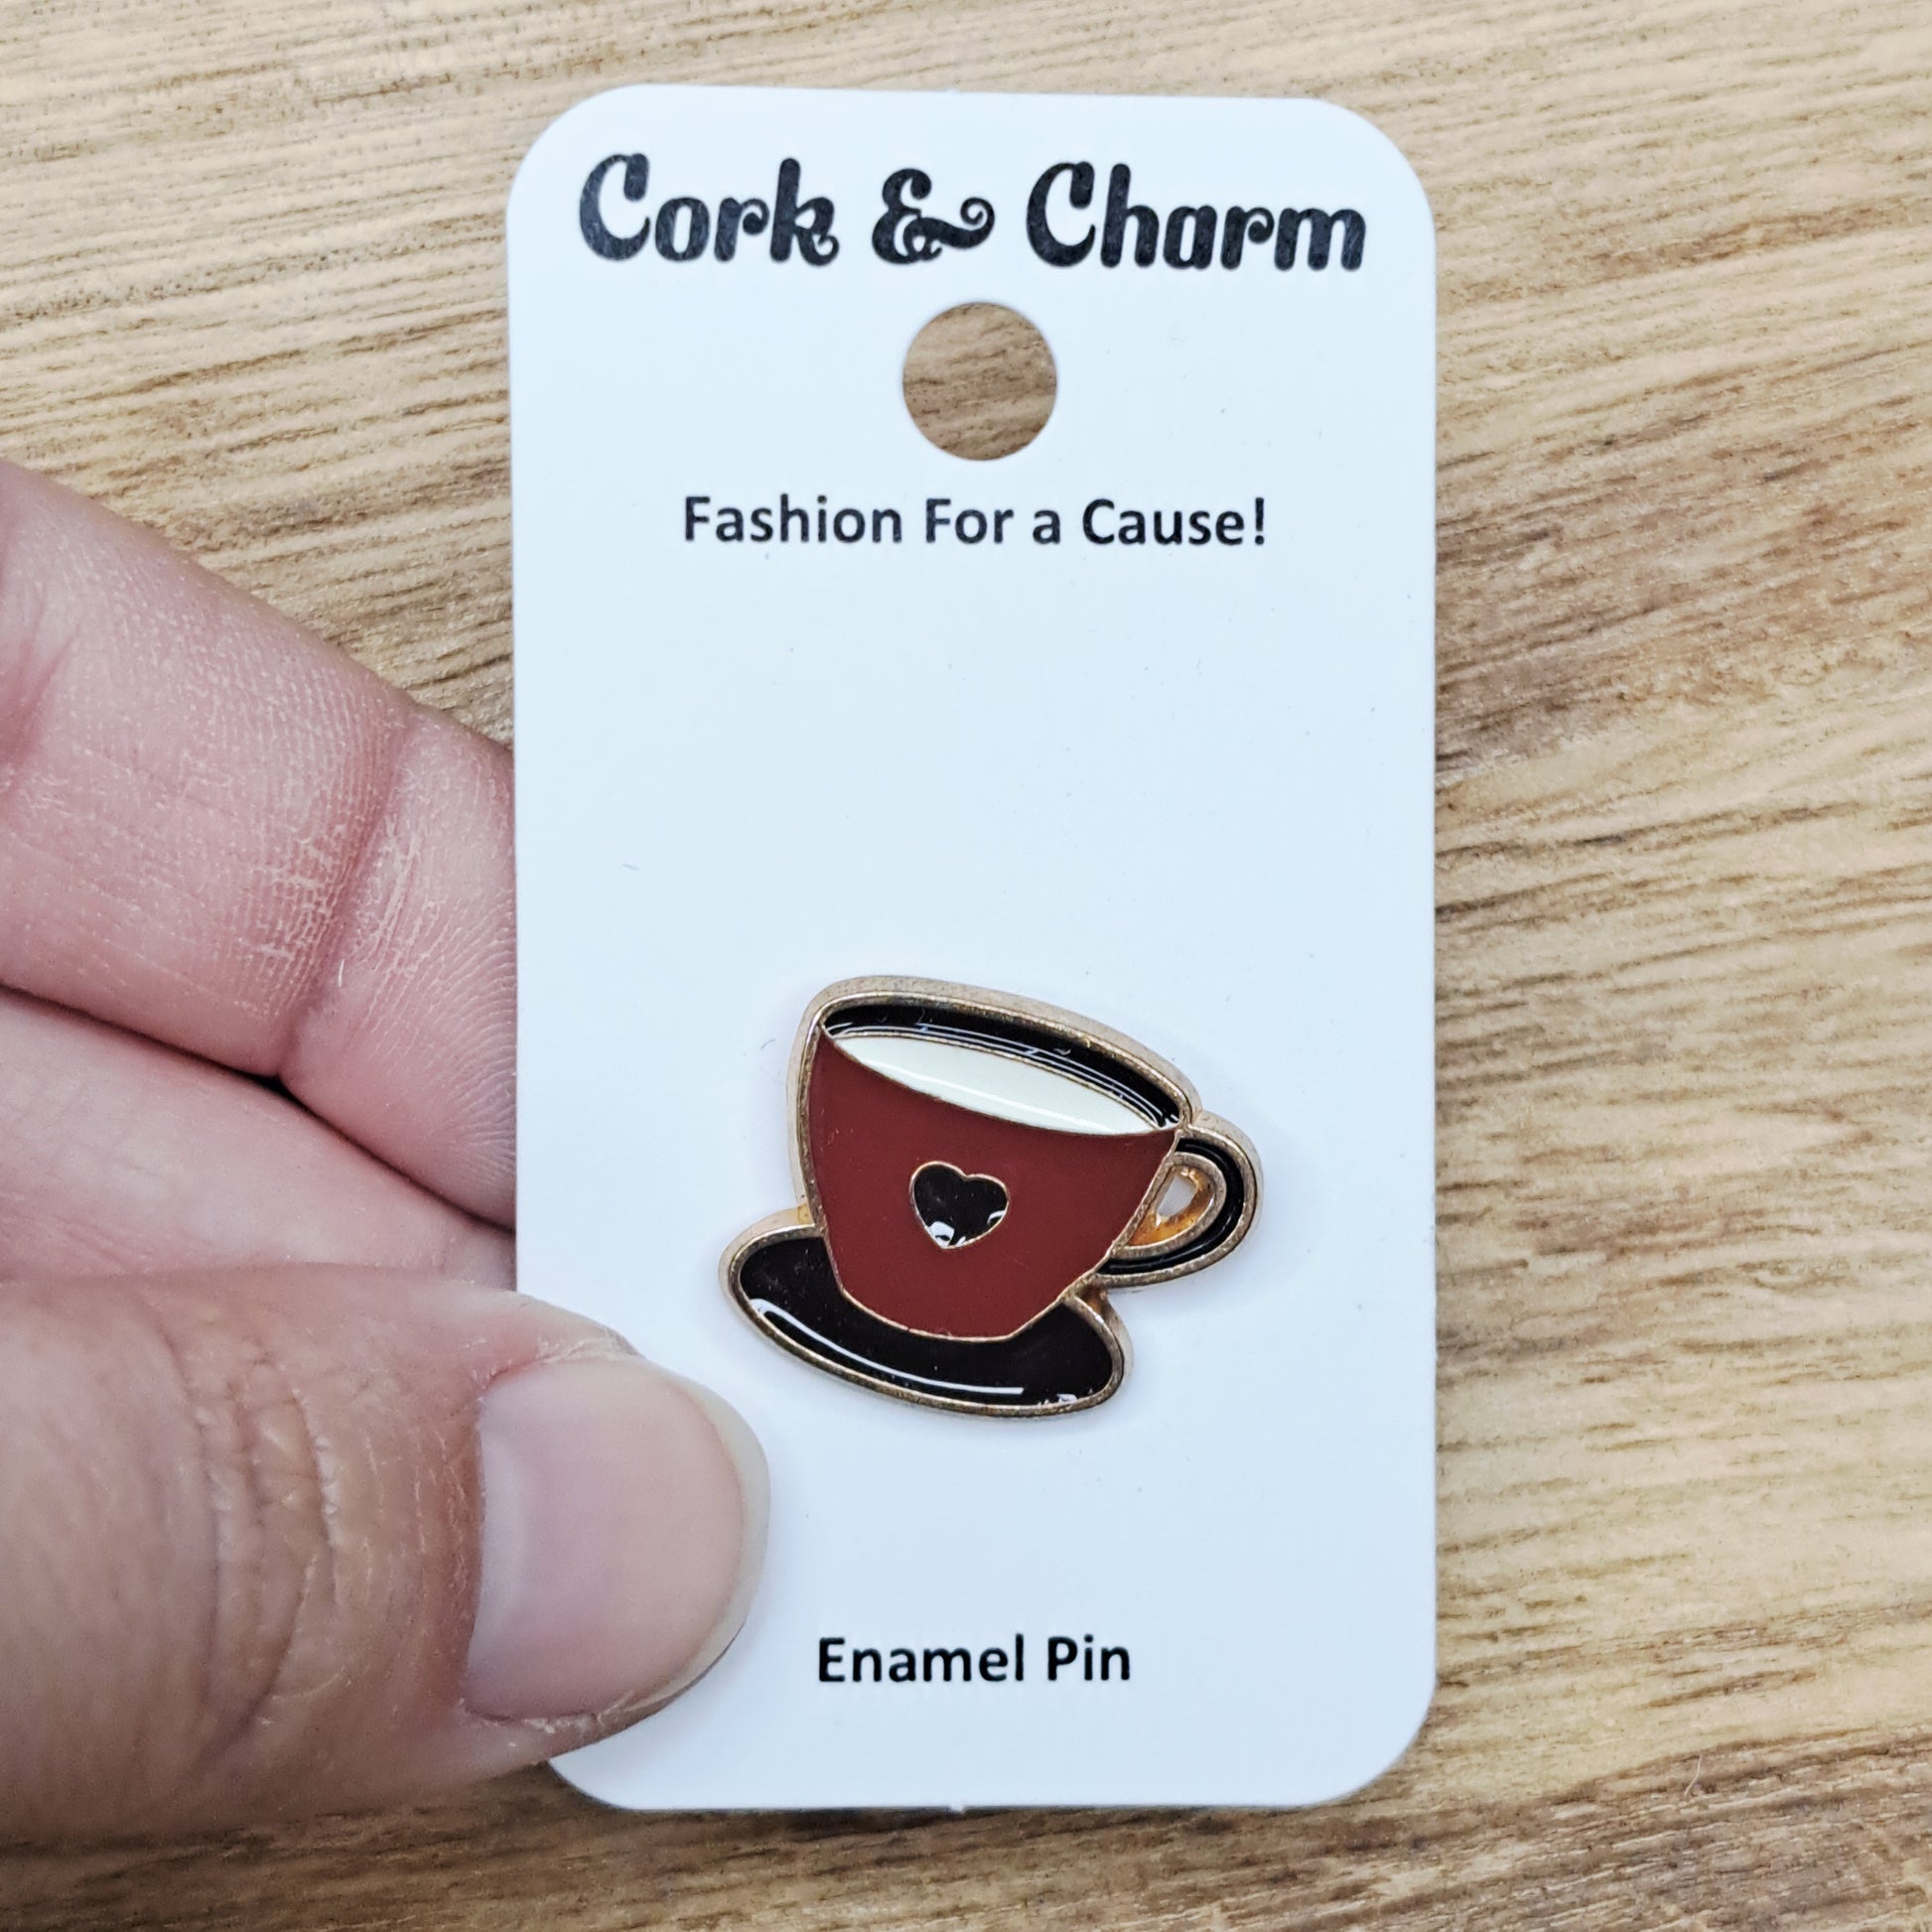 Cork & Charm
Fashion For a Cause!
Enamel Pin